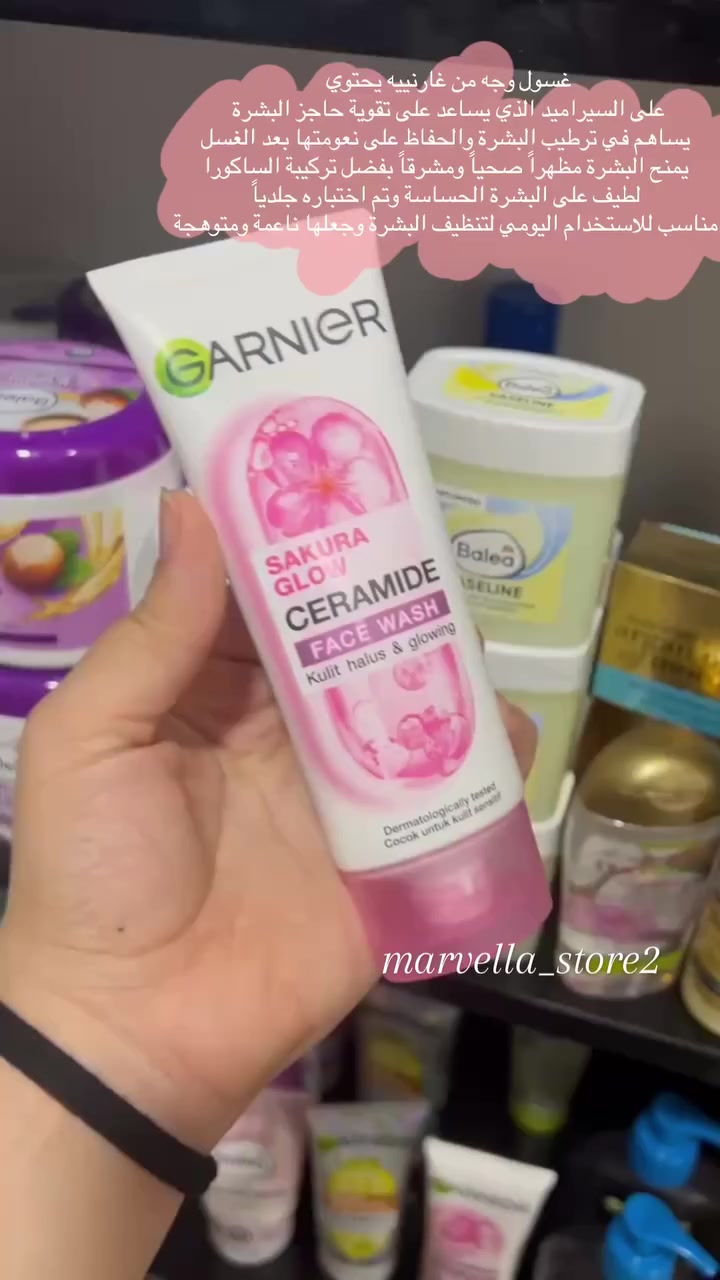 غسول وجه من غارنييه يحتوي
على السيراميد الذي يساعد على تقوية حاجز البشرة
يساهم في ترطيب البشرة والحفاظ على نعومتها بعد الغسل
يمنح البشرة مظهراً صحياً ومشرقاً بفضل تركيبة الساكورا
لطيف على البشرة الحساسة وتم اختباره جلدياً
مناسب للاستخدام اليومي لتنظيف البشرة وجعلها ناعمة ومتوهجة
GARNIER
SAKURA
GLOW
CERAMIDE
FACE WASH
Kulit halus & glowing
Dermatologically tested
Cocok untuk kulit sensitif
Balea
VASELINE
Balea
VASELINE
marvella_store2